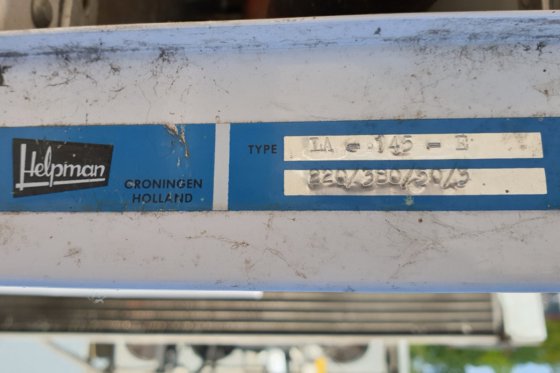 Helpman
CRONINGEN
HOLLAND
TYPE LA - 145 - E
220/380/50/3